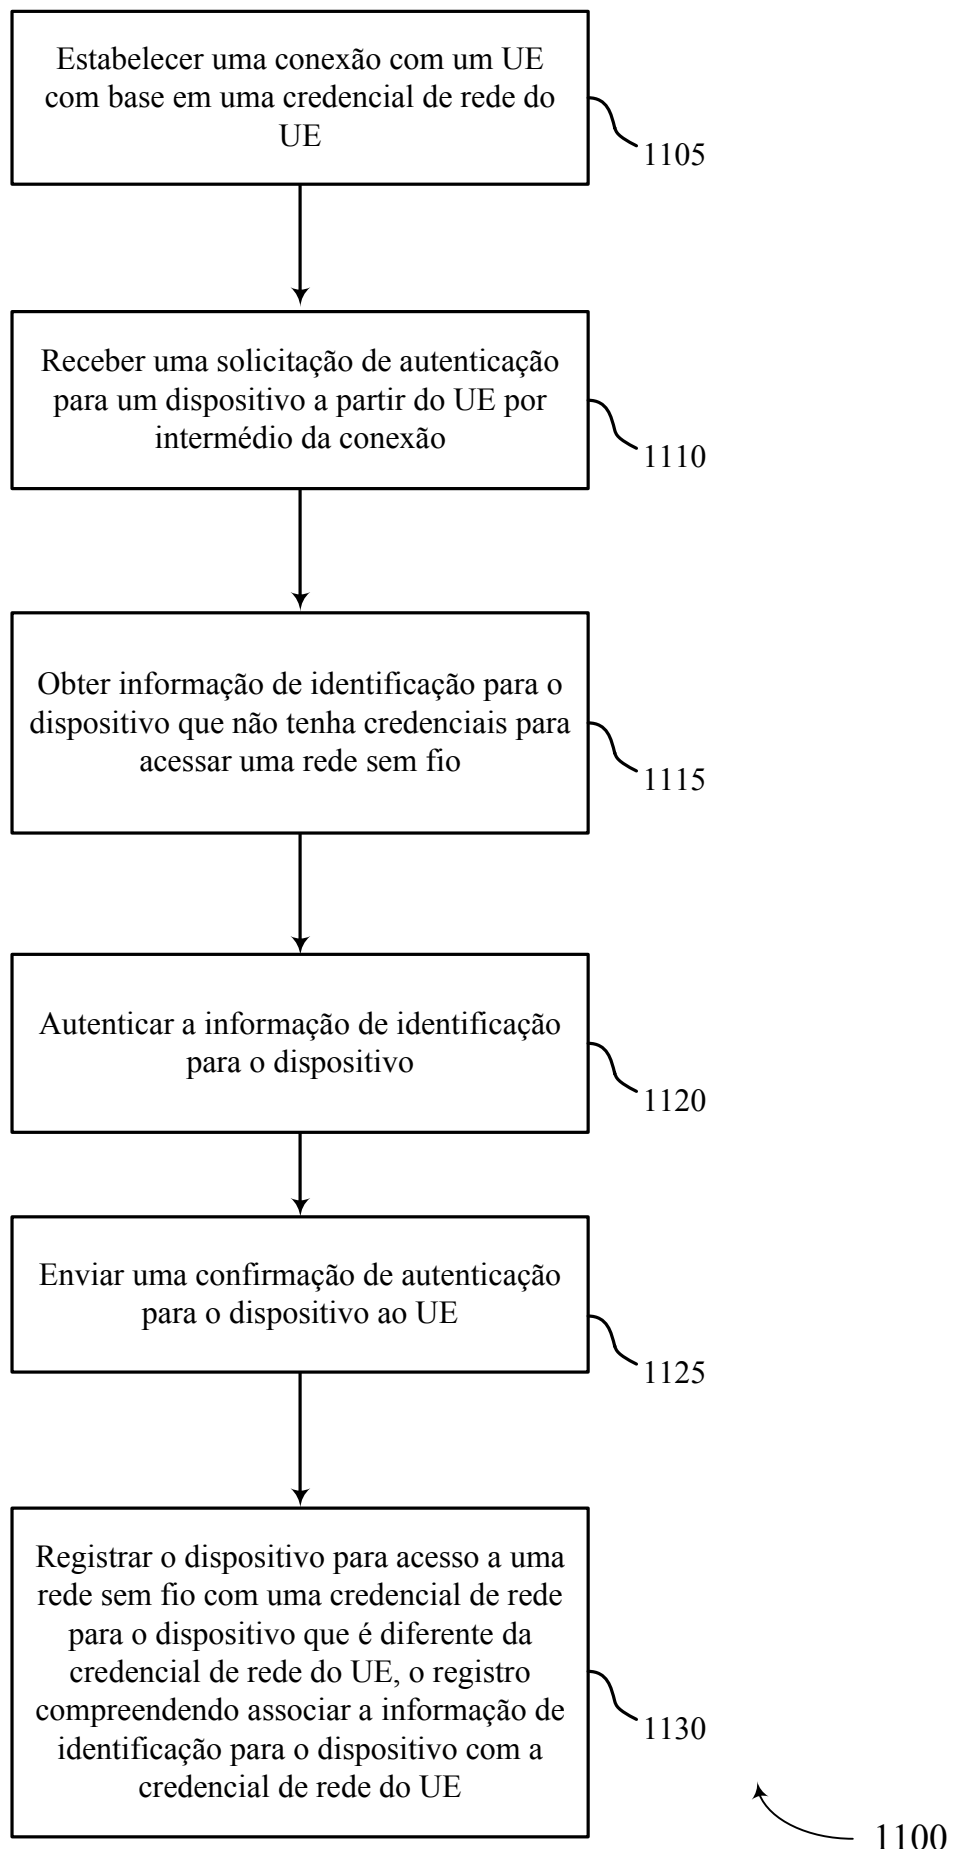 Estabelecer uma conexão com um UE
com base em uma credencial de rede do
UE
1105
Receber uma solicitação de autenticação
para um dispositivo a partir do UE por
intermédio da conexão
1110
Obter informação de identificação para o
dispositivo que não tenha credenciais para
acessar uma rede sem fio
1115
Autenticar a informação de identificação
para o dispositivo
1120
Enviar uma confirmação de autenticação
para o dispositivo ao UE
1125
Registrar o dispositivo para acesso a uma
rede sem fio com uma credencial de rede
para o dispositivo que é diferente da
credencial de rede do UE, o registro
compreendendo associar a informação de
identificação para o dispositivo com a
credencial de rede do UE
1130
1100